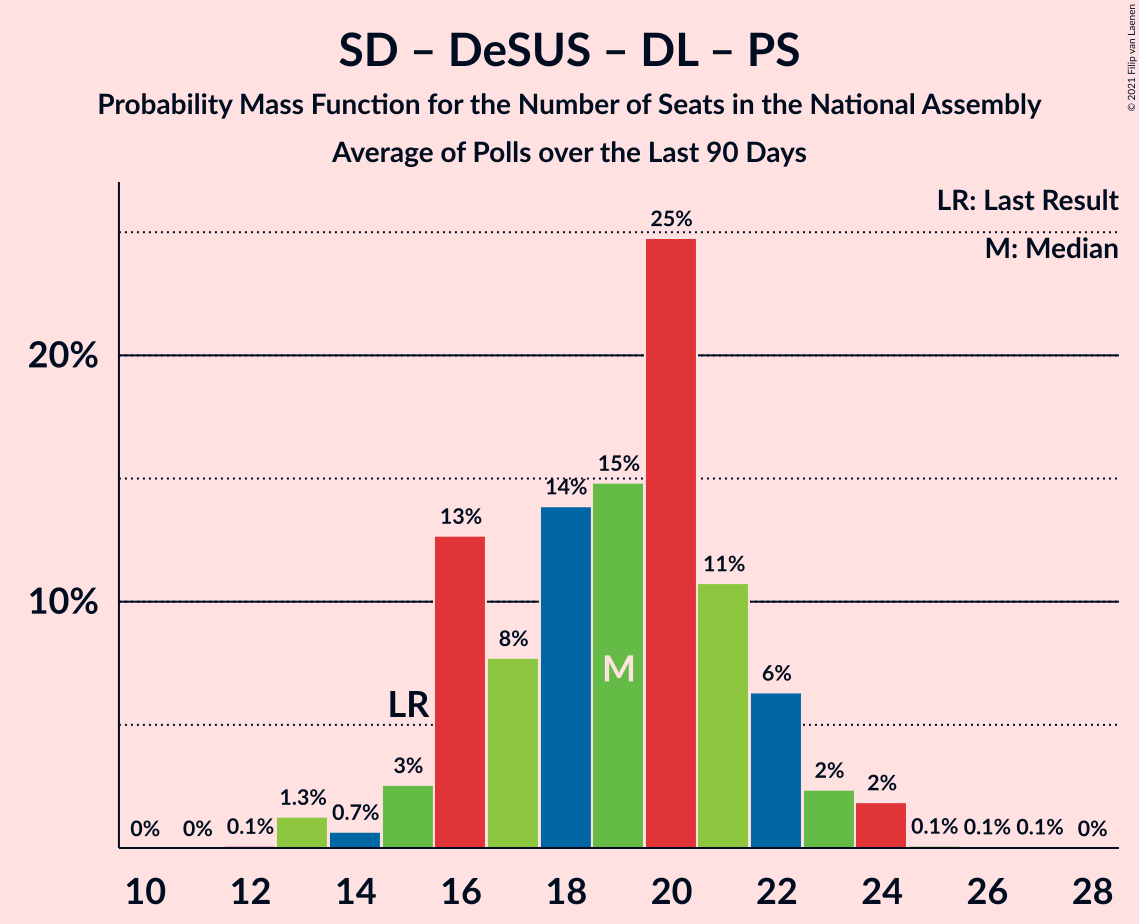 SD – DeSUS – DL – PS
Probability Mass Function for the Number of Seats in the National Assembly
Average of Polls over the Last 90 Days
© 2021 Filip van Laenen
LR: Last Result
M: Median
20%
10%
0%
0%
0.1%
1.3%
0.7%
3%
LR
13%
8%
14%
15%
M
25%
11%
6%
2%
2%
0.1%
0.1%
0.1%
0%
10 12 14 16 18 20 22 24 26 28